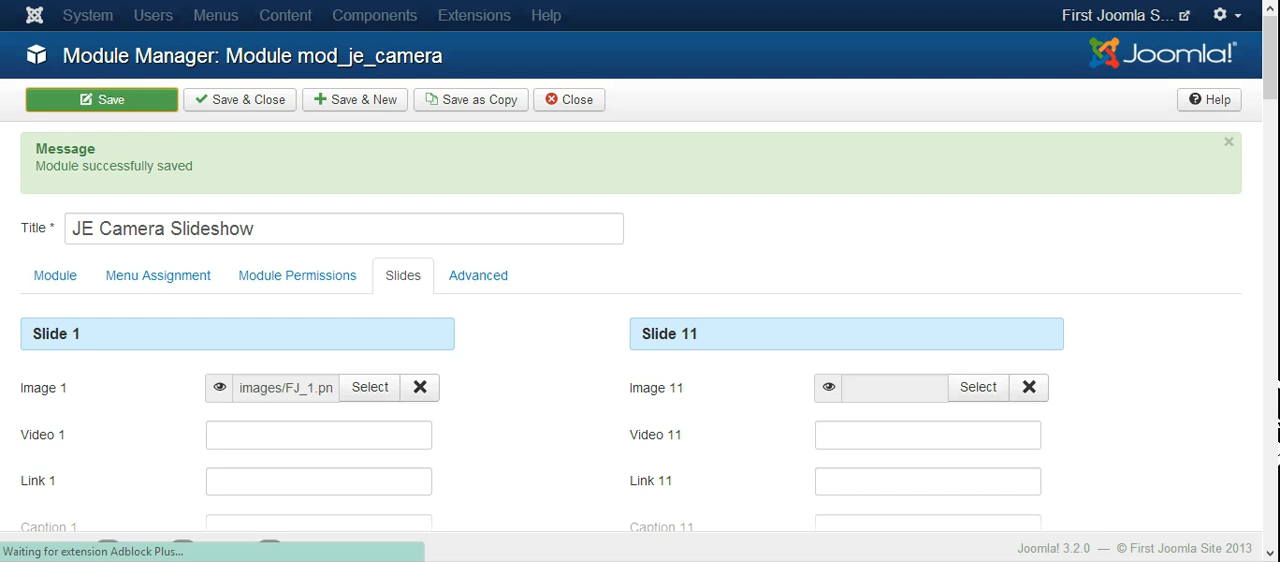 System Users Menus Content Components Extensions Help First Joomla S...
Module Manager: Module mod_je_camera Joomla!
Save Save & Close Save & New Save as Copy Close Help
Message
Module successfully saved
Title * JE Camera Slideshow
Module Menu Assignment Module Permissions Slides Advanced
Slide 1 Slide 11
Image 1 images/FJ_1.pn Select Image 11 Select
Video 1 Video 11
Link 1 Link 11
Caption 1 Caption 11
Waiting for extension Adblock Plus... Joomla! 3.2.0 — © First Joomla Site 2013